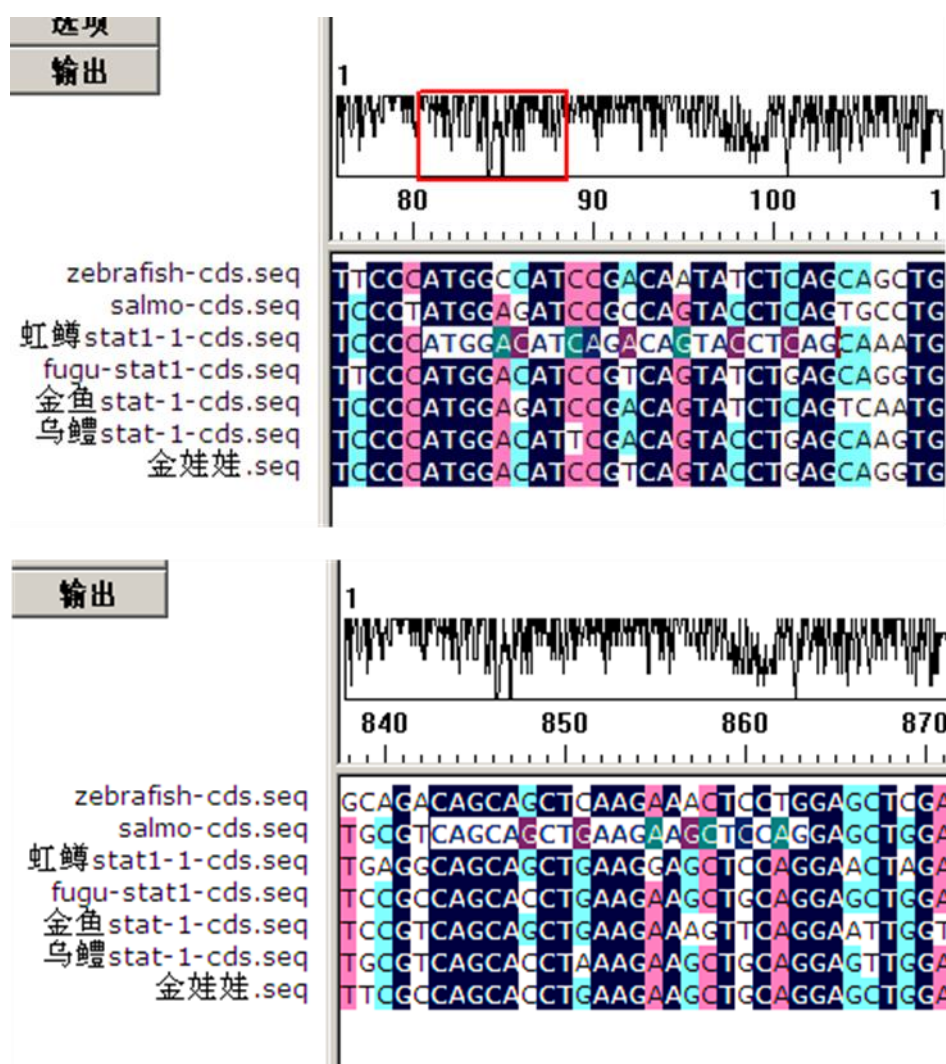 选项
输出
1
80 90 100 1
zebrafish-cds.seq TTCCCATGGCCATCCGACAATATCTCAGCAGCTG
salmo-cds.seq TCCCTATGGAGATCCGCCAGTACCTCAGTGCCTG
虹鳟stat1-1-cds.seq TCCCCATGGACATCAGACAGTACCTCAGCAAATG
fugu-stat1-cds.seq TTCCCATGGACATCCGTCAGTATCTGAGCAGGTG
金鱼stat-1-cds.seq TCCCCATGGAGATCCGACAGTATCTCAGTCAATG
乌鳢stat-1-cds.seq TCCCCATGGACATTCGACAGTACCTGAGCAAGTG
金娃娃.seq TCCCCATGGACATCCGTCAGTACCTGAGCAGGTG
输出
1
840 850 860 870
zebrafish-cds.seq GCAGACAGCAGCTCAAGAAACTCCTGGAGCTCGA
salmo-cds.seq TGCGTCAGCAGCTGAAGAAGCTCCAGGAGCTGGA
虹鳟stat1-1-cds.seq TGAGGCAGCAGCTGAAGGAGCTCCAGGAACTAGA
fugu-stat1-cds.seq TCCGCCAGCACCTGAAGAAGCTGCAGGAGCTGGA
金鱼stat-1-cds.seq TCCGTCAGCAGCTGAAGAAAGTTCAGGAATTGGT
乌鳢stat-1-cds.seq TGCGTCAGCACCTAAAGAAGCTGCAGGAGTTGGA
金娃娃.seq TTCGCCAGCACCTGAAGAAGCTGCAGGAGCTGGA